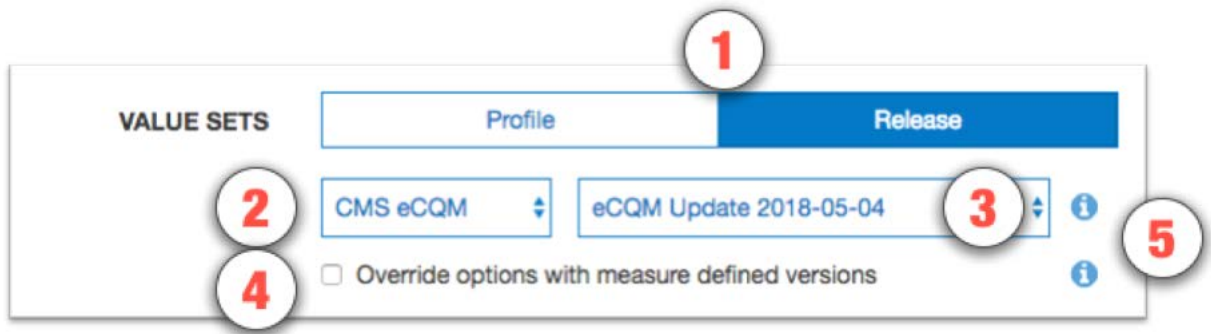 1
VALUE SETS Profile Release
2 CMS eCQM eCQM Update 2018-05-04 3
5
4 Override options with measure defined versions